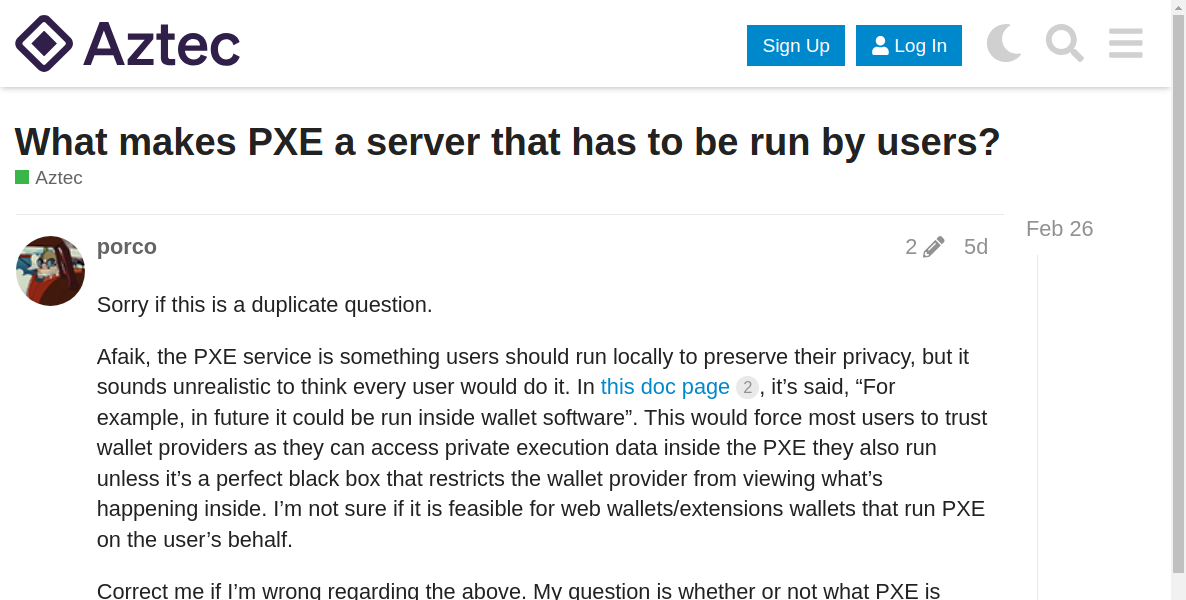 Aztec
Sign Up
Log In
What makes PXE a server that has to be run by users?
Aztec
Feb 26
porco
2
5d
Sorry if this is a duplicate question.
Afaik, the PXE service is something users should run locally to preserve their privacy, but it
sounds unrealistic to think every user would do it. In this doc page 2, it’s said, “For
example, in future it could be run inside wallet software”. This would force most users to trust
wallet providers as they can access private execution data inside the PXE they also run
unless it’s a perfect black box that restricts the wallet provider from viewing what’s
happening inside. I’m not sure if it is feasible for web wallets/extensions wallets that run PXE
on the user’s behalf.
Correct me if I’m wrong regarding the above. My question is whether or not what PXE is